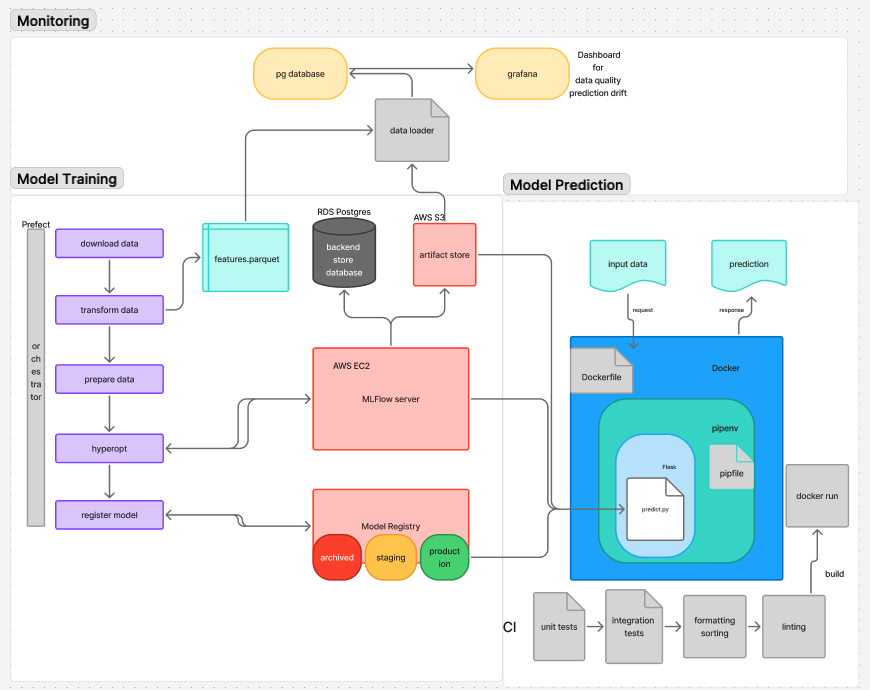 Monitoring
pg database
grafana
Dashboard
for
data quality
prediction drift
data loader
Model Training
Model Prediction
Prefect
or
ch
es
tra
tor
download data
transform data
prepare data
hyperopt
register model
features.parquet
RDS Postgres
backend
store
database
AWS S3
artifact store
AWS EC2
MLFlow server
Model Registry
archived
staging
product
ion
input data
prediction
request
response
Dockerfile
Docker
pipenv
pipfile
Flask
predict.py
docker run
build
CI
unit tests
integration
tests
formatting
sorting
linting